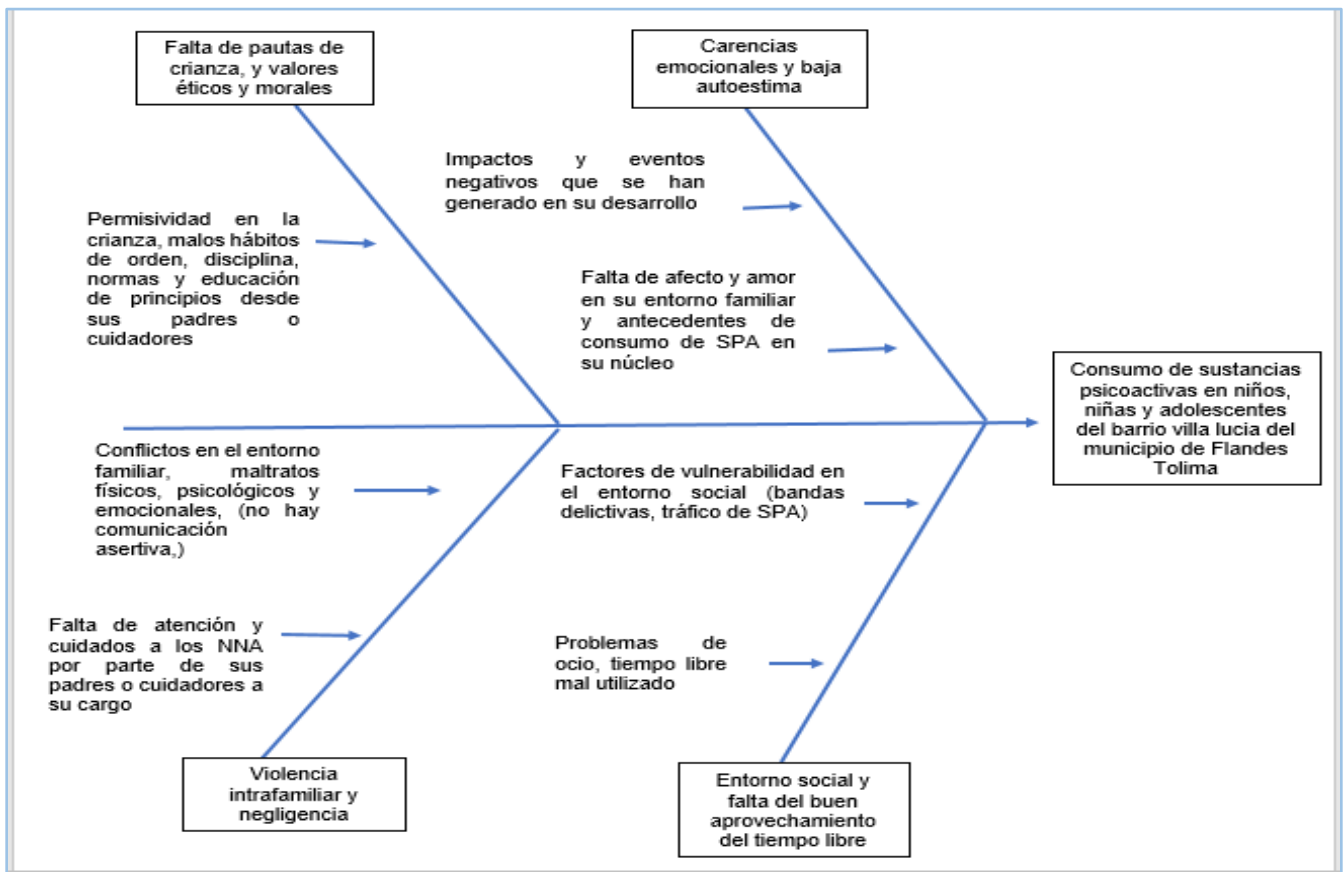 Falta de pautas de
crianza, y valores
éticos y morales
Carencias
emocionales y baja
autoestima
Impactos y eventos
negativos que se han
generado en su desarrollo
Permisividad en la
crianza, malos hábitos
de orden, disciplina,
normas y educación
de principios desde
sus padres o
cuidadores
Falta de afecto y amor
en su entorno familiar
y antecedentes de
consumo de SPA en
su núcleo
Consumo de sustancias
psicoactivas en niños,
niñas y adolescentes
del barrio villa lucia del
municipio de Flandes
Tolima
Conflictos en el entorno
familiar, maltratos
físicos, psicológicos y
emocionales, (no hay
comunicación
asertiva,)
Factores de vulnerabilidad en
el entorno social (bandas
delictivas, tráfico de SPA)
Falta de atención y
cuidados a los NNA
por parte de sus
padres o cuidadores a
su cargo
Problemas de
ocio, tiempo libre
mal utilizado
Violencia
intrafamiliar y
negligencia
Entorno social y
falta del buen
aprovechamiento
del tiempo libre